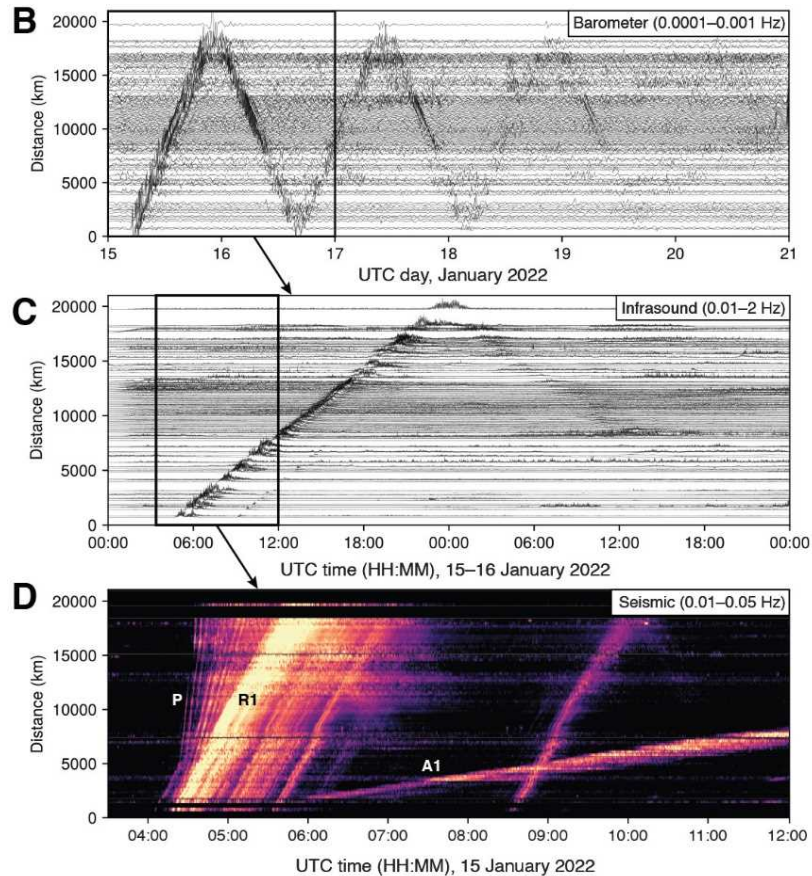 B
Barometer (0.0001–0.001 Hz)
Distance (km)
20000
15000
10000
5000
0
15
16
17
18
19
20
21
UTC day, January 2022
C
Infrasound (0.01–2 Hz)
Distance (km)
20000
15000
10000
5000
0
00:00
06:00
12:00
18:00
00:00
06:00
12:00
18:00
00:00
UTC time (HH:MM), 15–16 January 2022
D
Seismic (0.01–0.05 Hz)
Distance (km)
20000
15000
10000
5000
0
P
R1
A1
04:00
05:00
06:00
07:00
08:00
09:00
10:00
11:00
12:00
UTC time (HH:MM), 15 January 2022